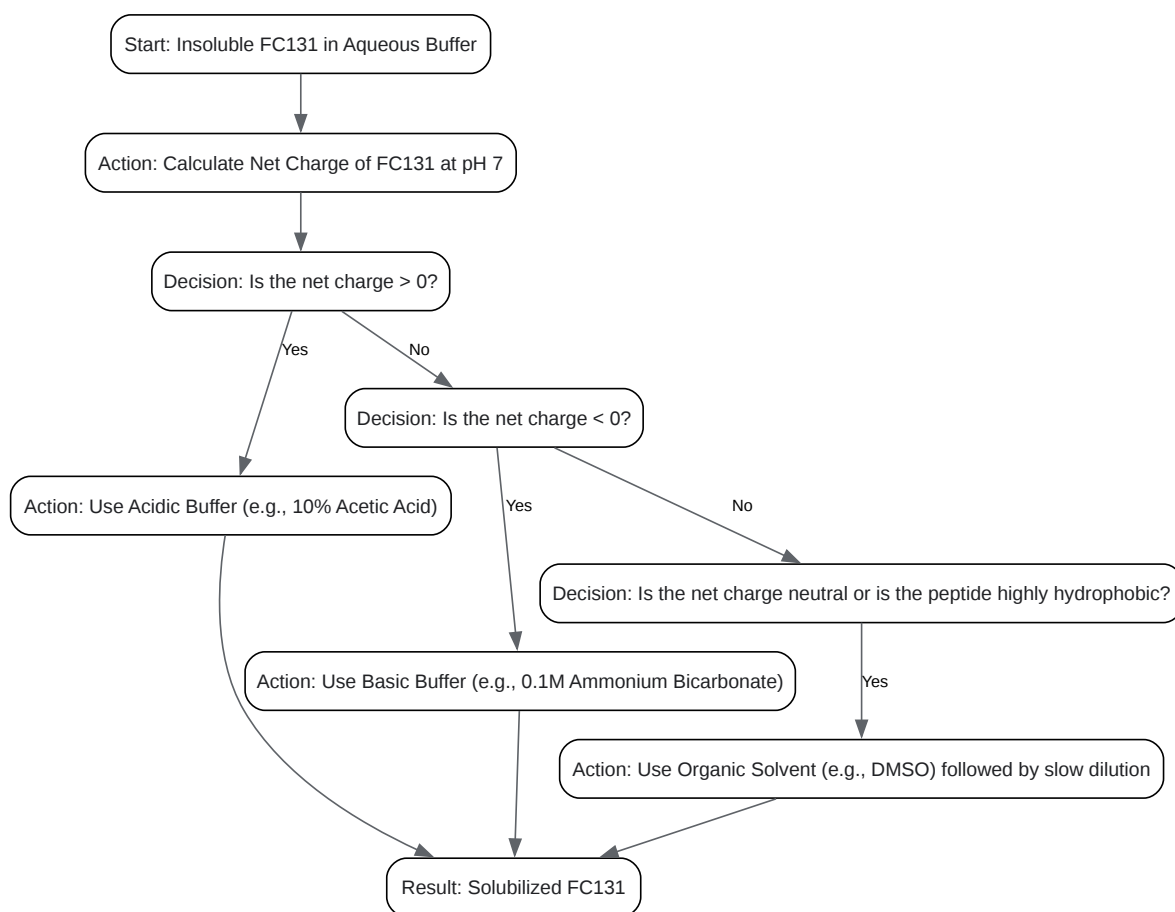 Start: Insoluble FC131 in Aqueous Buffer
Action: Calculate Net Charge of FC131 at pH 7
Decision: Is the net charge > 0?
Yes
No
Decision: Is the net charge < 0?
Action: Use Acidic Buffer (e.g., 10% Acetic Acid)
Yes
No
Decision: Is the net charge neutral or is the peptide highly hydrophobic?
Action: Use Basic Buffer (e.g., 0.1M Ammonium Bicarbonate)
Yes
Action: Use Organic Solvent (e.g., DMSO) followed by slow dilution
Result: Solubilized FC131